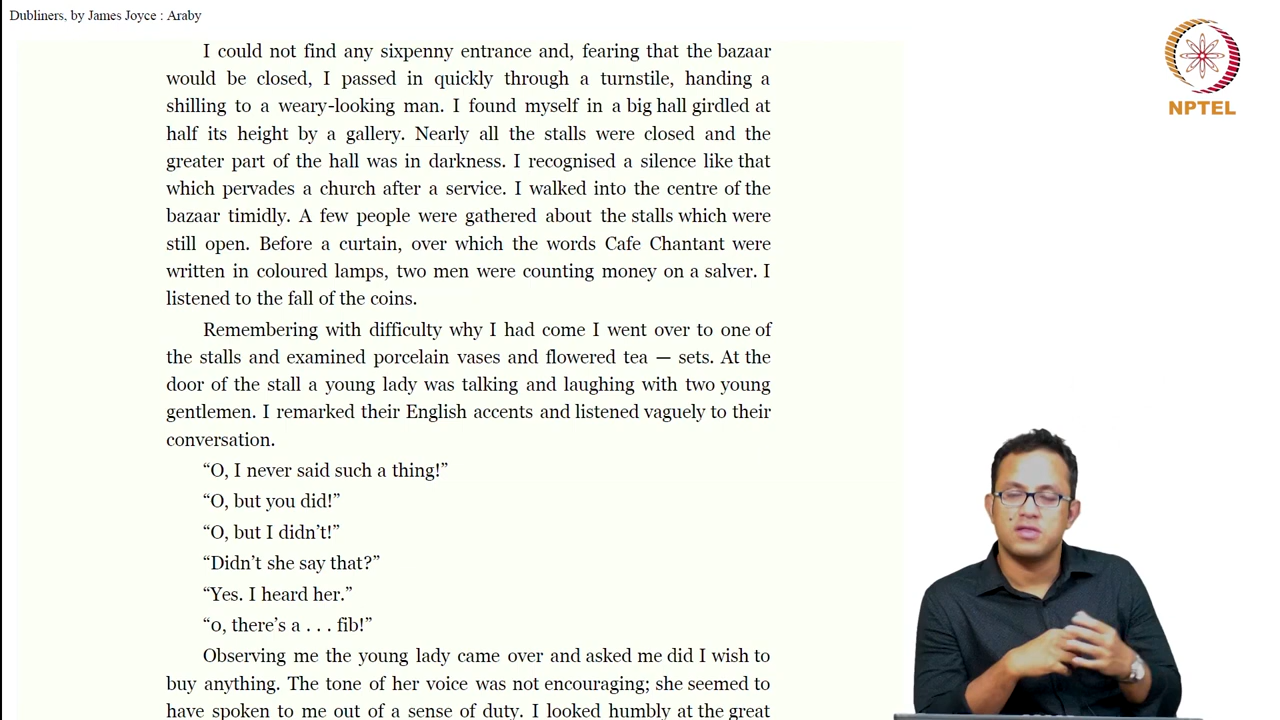 Dubliners, by James Joyce : Araby
NPTEL
I could not find any sixpenny entrance and, fearing that the bazaar
would be closed, I passed in quickly through a turnstile, handing a
shilling to a weary-looking man. I found myself in a big hall girdled at
half its height by a gallery. Nearly all the stalls were closed and the
greater part of the hall was in darkness. I recognised a silence like that
which pervades a church after a service. I walked into the centre of the
bazaar timidly. A few people were gathered about the stalls which were
still open. Before a curtain, over which the words Cafe Chantant were
written in coloured lamps, two men were counting money on a salver. I
listened to the fall of the coins.
Remembering with difficulty why I had come I went over to one of
the stalls and examined porcelain vases and flowered tea — sets. At the
door of the stall a young lady was talking and laughing with two young
gentlemen. I remarked their English accents and listened vaguely to their
conversation.
“O, I never said such a thing!”
“O, but you did!”
“O, but I didn’t!”
“Didn’t she say that?”
“Yes. I heard her.”
“o, there’s a . . . fib!”
Observing me the young lady came over and asked me did I wish to
buy anything. The tone of her voice was not encouraging; she seemed to
have spoken to me out of a sense of duty. I looked humbly at the great